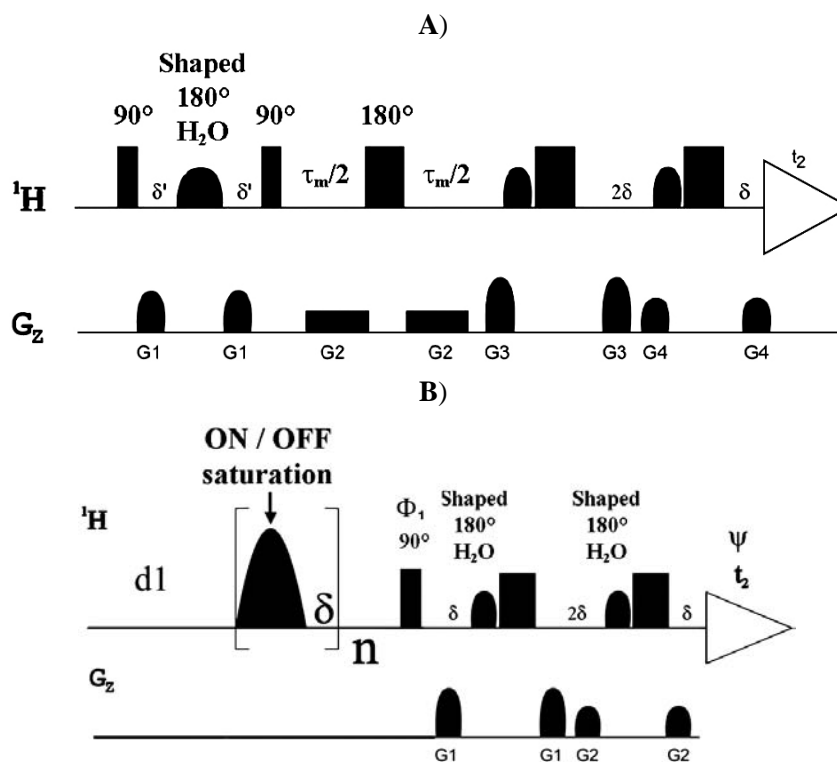 A)
Shaped
180°
H₂O
90° 90° 180°
¹H δ' δ' τₘ/2 τₘ/2 2δ δ t₂
G_Z
G1 G1 G2 G2 G3 G3 G4 G4
B)
ON / OFF
saturation
¹H
d1 δ n
Φ₁
90°
Shaped
180°
H₂O
Shaped
180°
H₂O
Ψ
t₂
δ 2δ δ
G_Z
G1 G1 G2 G2